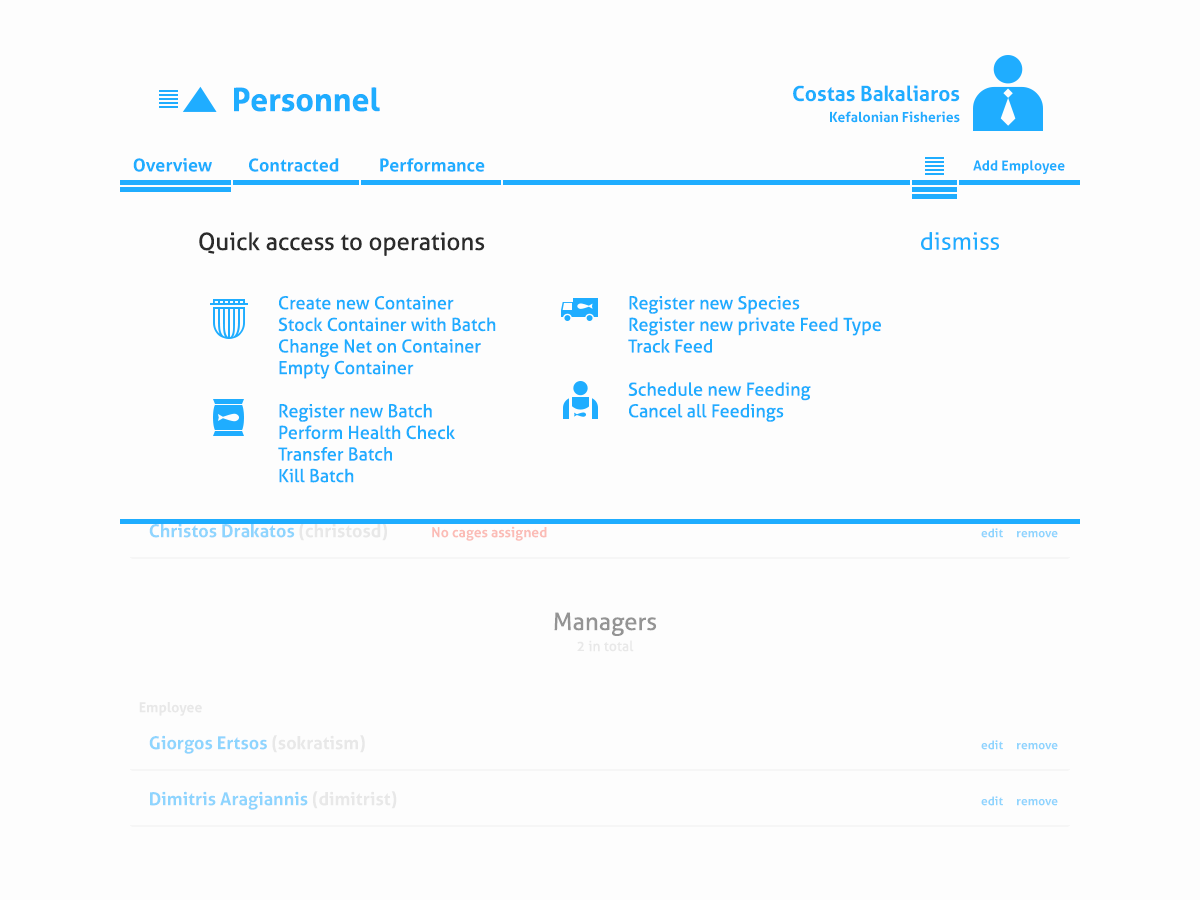 Personnel
Costas Bakaliaros
Kefalonian Fisheries
Overview
Contracted
Performance
Add Employee
Quick access to operations
dismiss
Create new Container
Stock Container with Batch
Change Net on Container
Empty Container
Register new Batch
Perform Health Check
Transfer Batch
Kill Batch
Register new Species
Register new private Feed Type
Track Feed
Schedule new Feeding
Cancel all Feedings
Christos Drakatos (christosd) No cages assigned edit remove
Managers
2 in total
Employee
Giorgos Ertsos (sokratism) edit remove
Dimitris Aragiannis (dimitrist) edit remove